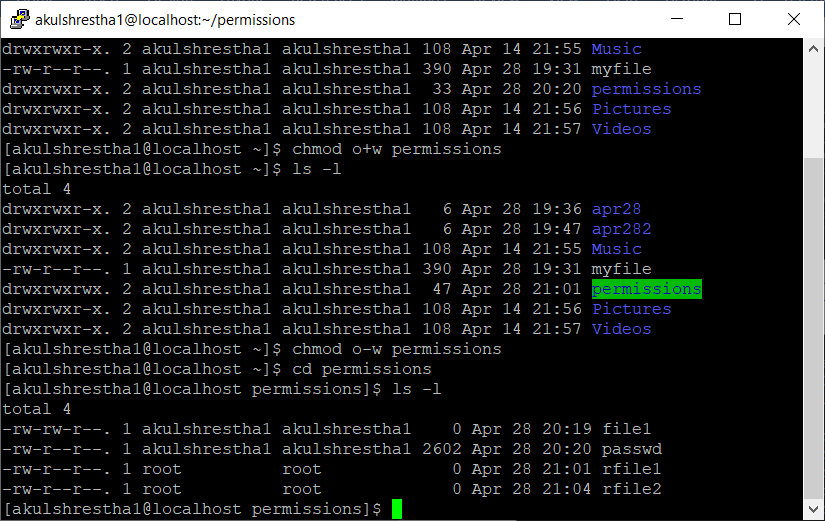 akulshrestha1@localhost:~/permissions
drwxrwxr-x. 2 akulshrestha1 akulshrestha1 108 Apr 14 21:55 Music
-rw-r--r--. 1 akulshrestha1 akulshrestha1 390 Apr 28 19:31 myfile
drwxrwxr-x. 2 akulshrestha1 akulshrestha1  33 Apr 28 20:20 permissions
drwxrwxr-x. 2 akulshrestha1 akulshrestha1 108 Apr 14 21:56 Pictures
drwxrwxr-x. 2 akulshrestha1 akulshrestha1 108 Apr 14 21:57 Videos
[akulshrestha1@localhost ~]$ chmod o+w permissions
[akulshrestha1@localhost ~]$ ls -l
total 4
drwxrwxr-x. 2 akulshrestha1 akulshrestha1   6 Apr 28 19:36 apr28
drwxrwxr-x. 2 akulshrestha1 akulshrestha1   6 Apr 28 19:47 apr282
drwxrwxr-x. 2 akulshrestha1 akulshrestha1 108 Apr 14 21:55 Music
-rw-r--r--. 1 akulshrestha1 akulshrestha1 390 Apr 28 19:31 myfile
drwxrwxrwx. 2 akulshrestha1 akulshrestha1  47 Apr 28 21:01 permissions
drwxrwxr-x. 2 akulshrestha1 akulshrestha1 108 Apr 14 21:56 Pictures
drwxrwxr-x. 2 akulshrestha1 akulshrestha1 108 Apr 14 21:57 Videos
[akulshrestha1@localhost ~]$ chmod o-w permissions
[akulshrestha1@localhost ~]$ cd permissions
[akulshrestha1@localhost permissions]$ ls -l
total 4
-rw-rw-r--. 1 akulshrestha1 akulshrestha1    0 Apr 28 20:19 file1
-rw-r--r--. 1 akulshrestha1 akulshrestha1 2602 Apr 28 20:20 passwd
-rw-r--r--. 1 root          root             0 Apr 28 21:01 rfile1
-rw-r--r--. 1 root          root             0 Apr 28 21:04 rfile2
[akulshrestha1@localhost permissions]$